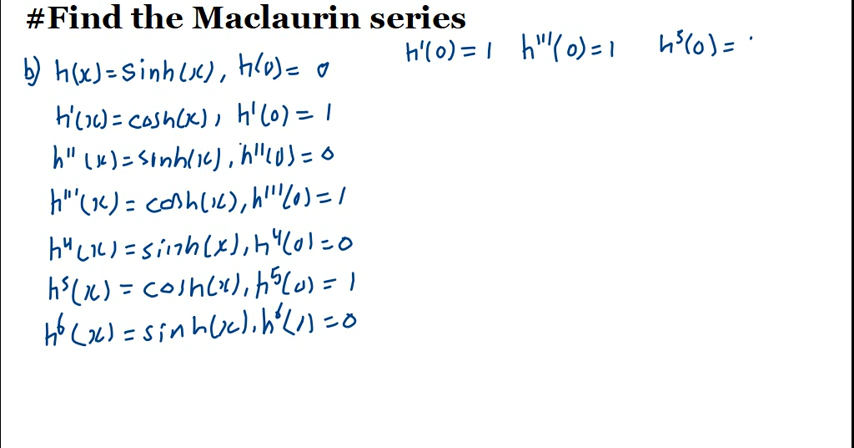 #Find the Maclaurin series
b) h(x) = sinh(x), h(0) = 0
h'(0) = 1 h'''(0) = 1 h⁵(0) =
h'(x) = cosh(x), h'(0) = 1
h''(x) = sinh(x), h''(0) = 0
h'''(x) = cosh(x), h'''(0) = 1
h⁴(x) = sinh(x), h⁴(0) = 0
h⁵(x) = cosh(x), h⁵(0) = 1
h⁶(x) = sinh(x), h⁶(1) = 0